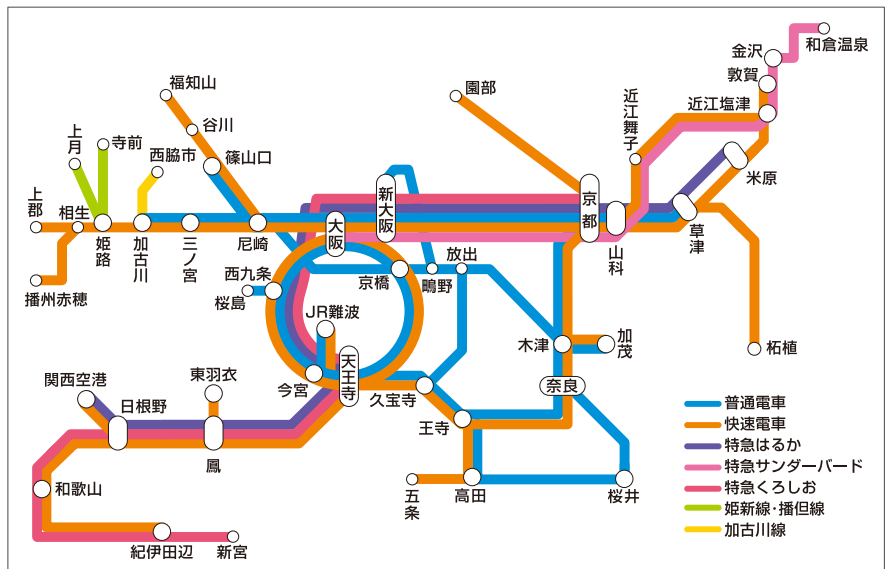 和倉温泉
金沢
敦賀
近江塩津
福知山
園部
近江舞子
谷川
上月
寺前
西脇市
篠山口
米原
上郡
相生
姫路
加古川
三ノ宮
尼崎
大阪
新大阪
京都
山科
草津
播州赤穂
西九条
桜島
京橋
鴫野
放出
JR難波
木津
加茂
柘植
天王寺
今宮
久宝寺
奈良
関西空港
日根野
東羽衣
鳳
王寺
和歌山
五条
高田
桜井
紀伊田辺
新宮
普通電車
快速電車
特急はるか
特急サンダーバード
特急くろしお
姫新線・播但線
加古川線